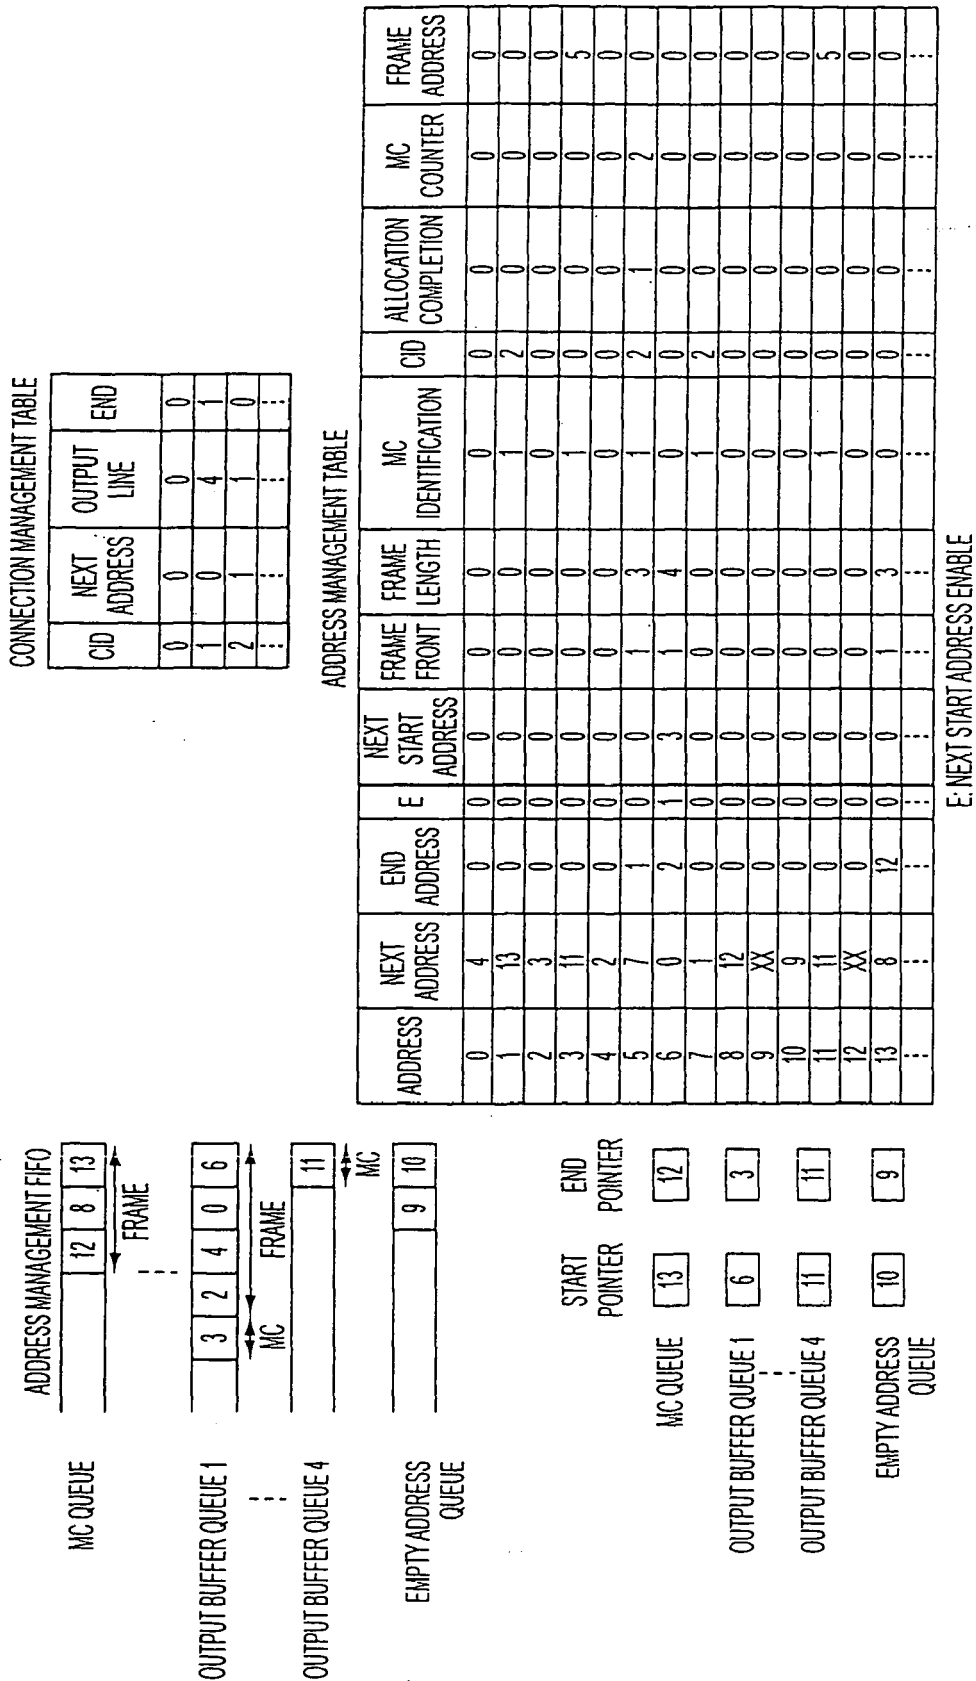 ADDRESS MANAGEMENT FIFO
MC QUEUE
12 8 13
FRAME
OUTPUT BUFFER QUEUE 1
3 2 4 0 6
MC FRAME
OUTPUT BUFFER QUEUE 4
11
MC
EMPTY ADDRESS
QUEUE
9 10
START
POINTER
END
POINTER
MC QUEUE 13 12
OUTPUT BUFFER QUEUE 1 6 3
OUTPUT BUFFER QUEUE 4 11 11
EMPTY ADDRESS
QUEUE
10 9
CONNECTION MANAGEMENT TABLE
CID NEXT ADDRESS OUTPUT LINE END
0 0 0 0
1 0 4 1
2 1 1 0
ADDRESS MANAGEMENT TABLE
ADDRESS NEXT ADDRESS END ADDRESS E NEXT START ADDRESS FRAME FRONT FRAME LENGTH MC IDENTIFICATION CID ALLOCATION COMPLETION MC COUNTER FRAME ADDRESS
0 4 0 0 0 0 0 0 0 0 0 0
1 13 0 0 0 0 0 1 2 0 0 0
2 3 0 0 0 0 0 0 0 0 0 0
3 11 0 0 0 0 0 1 0 0 0 5
4 2 0 0 0 0 0 0 0 0 0 0
5 7 1 0 0 1 3 1 2 1 2 0
6 0 2 1 3 1 4 0 0 0 0 0
7 1 0 0 0 0 0 1 2 0 0 0
8 12 0 0 0 0 0 0 0 0 0 0
9 XX 0 0 0 0 0 0 0 0 0 0
10 9 0 0 0 0 0 0 0 0 0 0
11 11 0 0 0 0 0 1 0 0 0 5
12 XX 0 0 0 0 0 0 0 0 0 0
13 8 12 0 0 1 3 0 0 0 0 0
E: NEXT START ADDRESS ENABLE